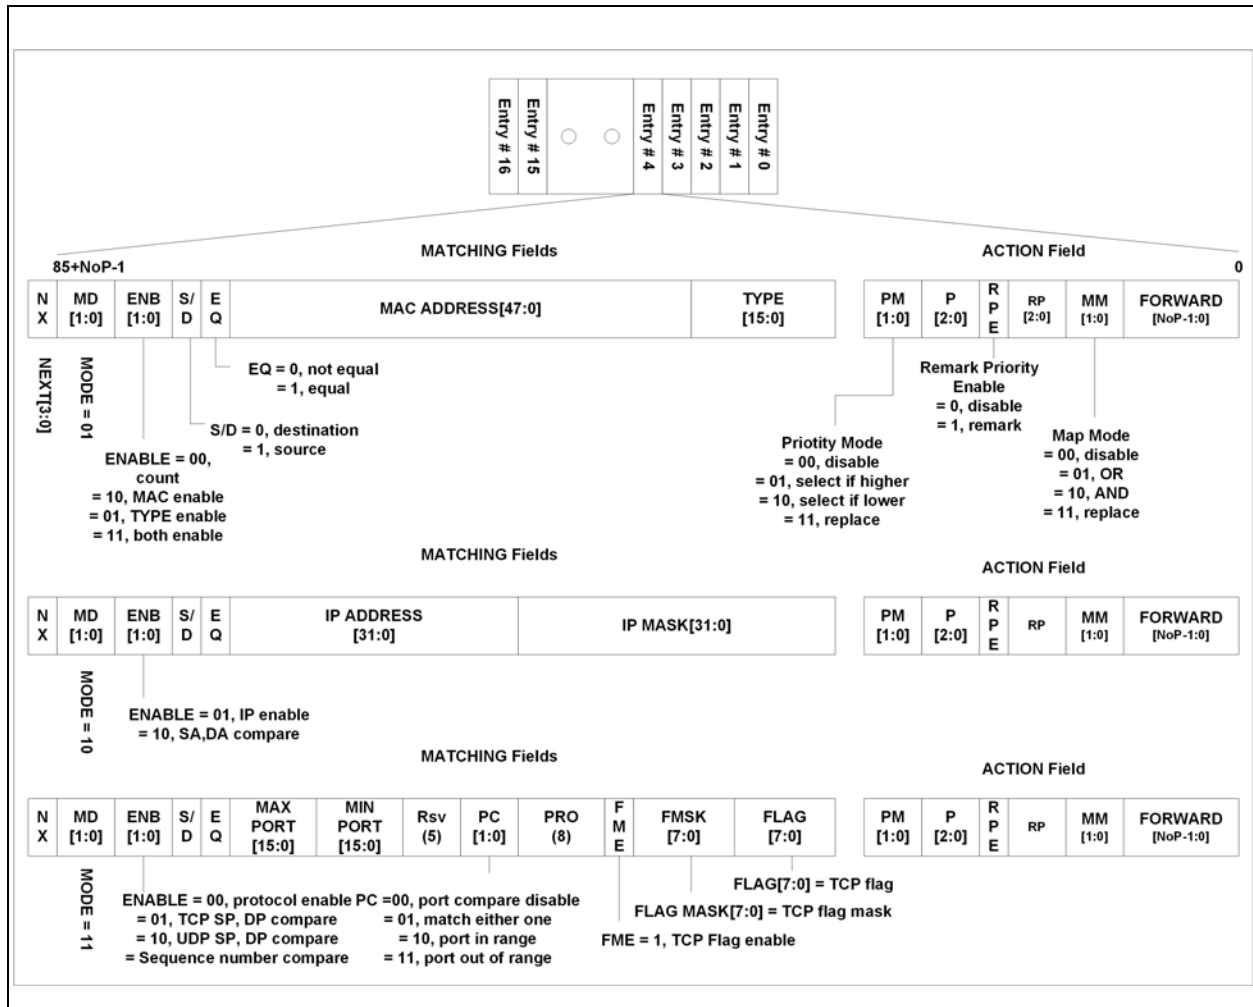 Entry # 16
Entry # 15
Entry # 4
Entry # 3
Entry # 2
Entry # 1
Entry # 0
MATCHING Fields
ACTION Field
85+NoP-1
0
N
X
MD
[1:0]
ENB
[1:0]
S/
D
E
Q
MAC ADDRESS[47:0]
TYPE
[15:0]
PM
[1:0]
P
[2:0]
R
P
E
RP
[2:0]
MM
[1:0]
FORWARD
[NoP-1:0]
NEXT[3:0]
MODE = 01
EQ = 0, not equal
= 1, equal
S/D = 0, destination
= 1, source
ENABLE = 00,
count
= 10, MAC enable
= 01, TYPE enable
= 11, both enable
Priotity Mode
= 00, disable
= 01, select if higher
= 10, select if lower
= 11, replace
Remark Priority
Enable
= 0, disable
= 1, remark
Map Mode
= 00, disable
= 01, OR
= 10, AND
= 11, replace
MATCHING Fields
ACTION Field
N
X
MD
[1:0]
ENB
[1:0]
S/
D
E
Q
IP ADDRESS
[31:0]
IP MASK[31:0]
PM
[1:0]
P
[2:0]
R
P
E
RP
MM
[1:0]
FORWARD
[NoP-1:0]
MODE = 10
ENABLE = 01, IP enable
= 10, SA,DA compare
MATCHING Fields
ACTION Field
N
X
MD
[1:0]
ENB
[1:0]
S/
D
E
Q
MAX
PORT
[15:0]
MIN
PORT
[15:0]
Rsv
(5)
PC
[1:0]
PRO
(8)
F
M
E
FMSK
[7:0]
FLAG
[7:0]
PM
[1:0]
P
[2:0]
R
P
E
RP
MM
[1:0]
FORWARD
[NoP-1:0]
MODE = 11
ENABLE = 00, protocol enable
= 01, TCP SP, DP compare
= 10, UDP SP, DP compare
= Sequence number compare
PC =00, port compare disable
= 01, match either one
= 10, port in range
= 11, port out of range
FLAG[7:0] = TCP flag
FLAG MASK[7:0] = TCP flag mask
FME = 1, TCP Flag enable